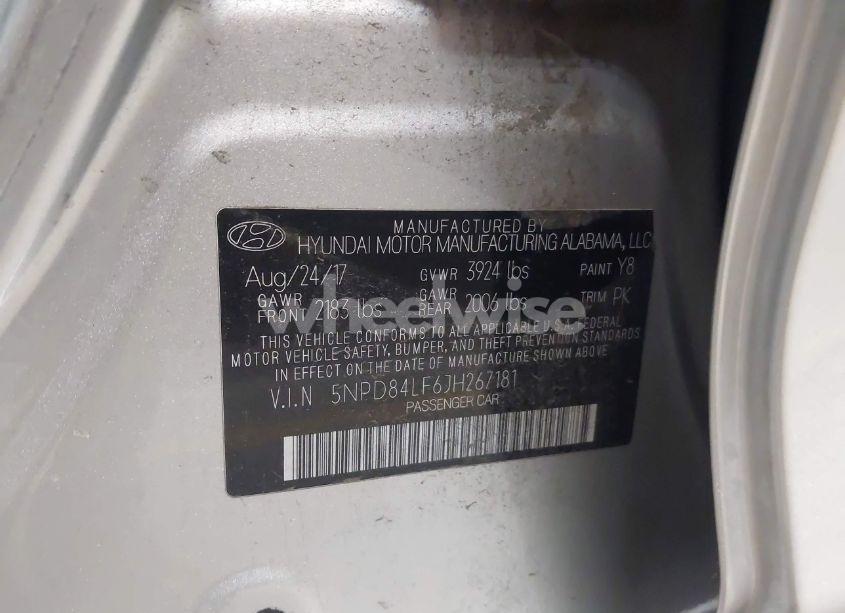 MANUFACTURED BY
HYUNDAI MOTOR MANUFACTURING ALABAMA, LLC
Aug/24/17 GVWR 3924 lbs PAINT Y8
GAWR FRONT 2183 lbs GAWR REAR 2006 lbs TRIM PK
wheelwise
THIS VEHICLE CONFORMS TO ALL APPLICABLE U.S.A. FEDERAL
MOTOR VEHICLE SAFETY, BUMPER, AND THEFT PREVENTION STANDARDS
IN EFFECT ON THE DATE OF MANUFACTURE SHOWN ABOVE
V.I.N 5NPD84LF6JH267181
PASSENGER CAR